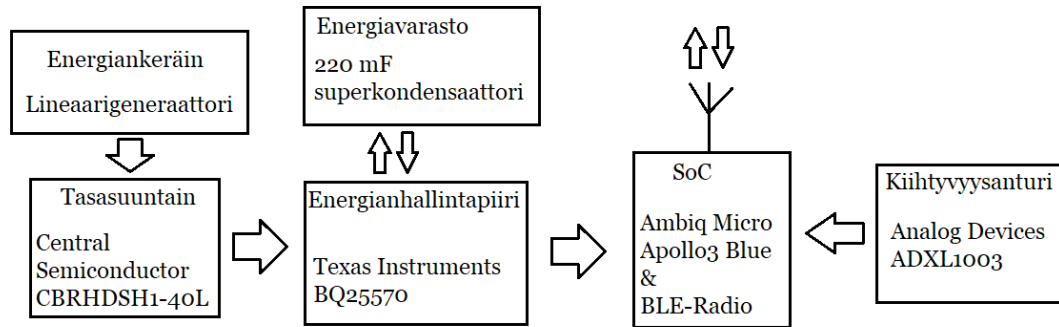 Energiankeräin
Lineaarigeneraattori
Energiavarasto
220 mF
superkondensaattori
Tasasuuntain
Central
Semiconductor
CBRHDSH1-40L
Energianhallintapiiri
Texas Instruments
BQ25570
SoC
Ambiq Micro
Apollo3 Blue
&
BLE-Radio
Kiihtyvyysanturi
Analog Devices
ADXL1003